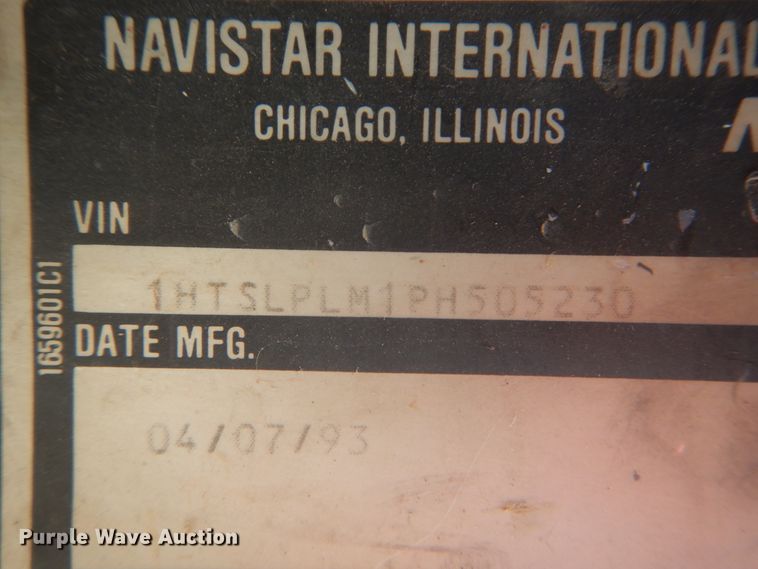 NAVISTAR INTERNATIONAL
CHICAGO, ILLINOIS
VIN
1HTSLPLM1PH505230
1659601C1
DATE MFG.
04/07/93
Purple Wave Auction